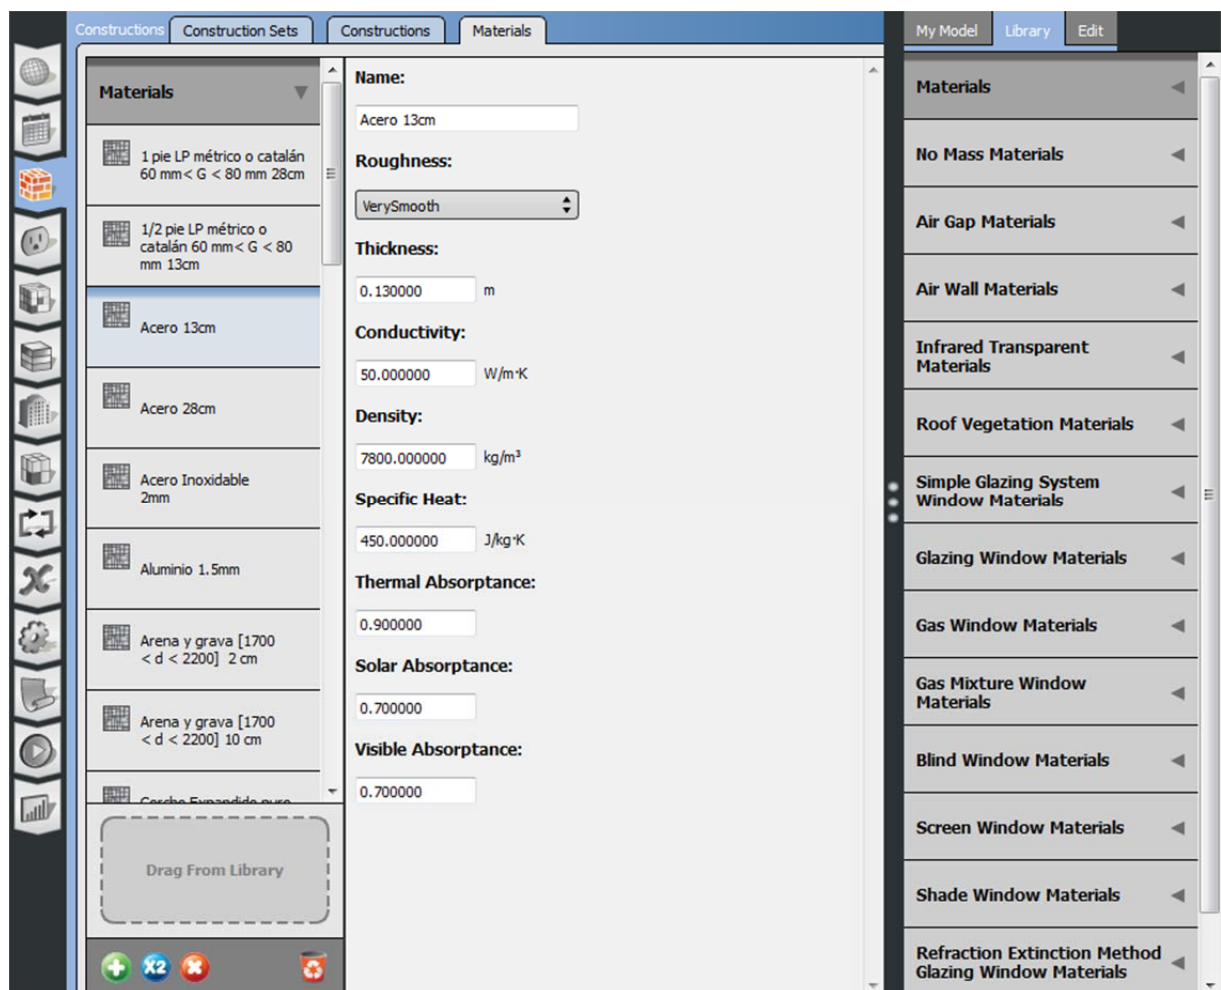 Constructions
Construction Sets
Constructions
Materials
My Model
Library
Edit
Materials
1 pie LP métrico o catalán
60 mm< G < 80 mm 28cm
1/2 pie LP métrico o
catalán 60 mm< G < 80
mm 13cm
Acero 13cm
Acero 28cm
Acero Inoxidable
2mm
Aluminio 1.5mm
Arena y grava [1700
< d < 2200] 2 cm
Arena y grava [1700
< d < 2200] 10 cm
Corcho Expandido puro
Drag From Library
X2
Name:
Acero 13cm
Roughness:
VerySmooth
Thickness:
0.130000 m
Conductivity:
50.000000 W/m·K
Density:
7800.000000 kg/m³
Specific Heat:
450.000000 J/kg·K
Thermal Absorptance:
0.900000
Solar Absorptance:
0.700000
Visible Absorptance:
0.700000
Materials
No Mass Materials
Air Gap Materials
Air Wall Materials
Infrared Transparent
Materials
Roof Vegetation Materials
Simple Glazing System
Window Materials
Glazing Window Materials
Gas Window Materials
Gas Mixture Window
Materials
Blind Window Materials
Screen Window Materials
Shade Window Materials
Refraction Extinction Method
Glazing Window Materials